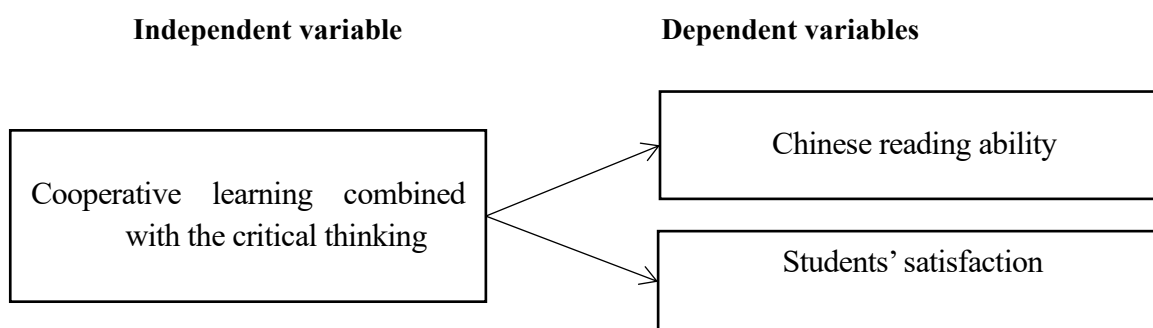 Independent variable
Dependent variables
Chinese reading ability
Cooperative learning combined
with the critical thinking
Students’ satisfaction